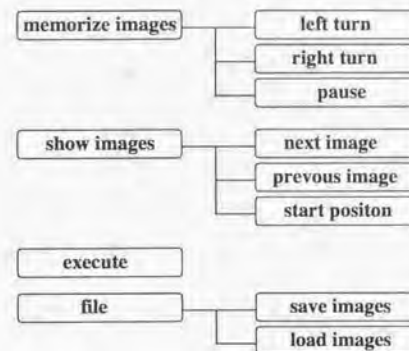 memorize images
left turn
right turn
pause
show images
next image
prevous image
start positon
execute
file
save images
load images